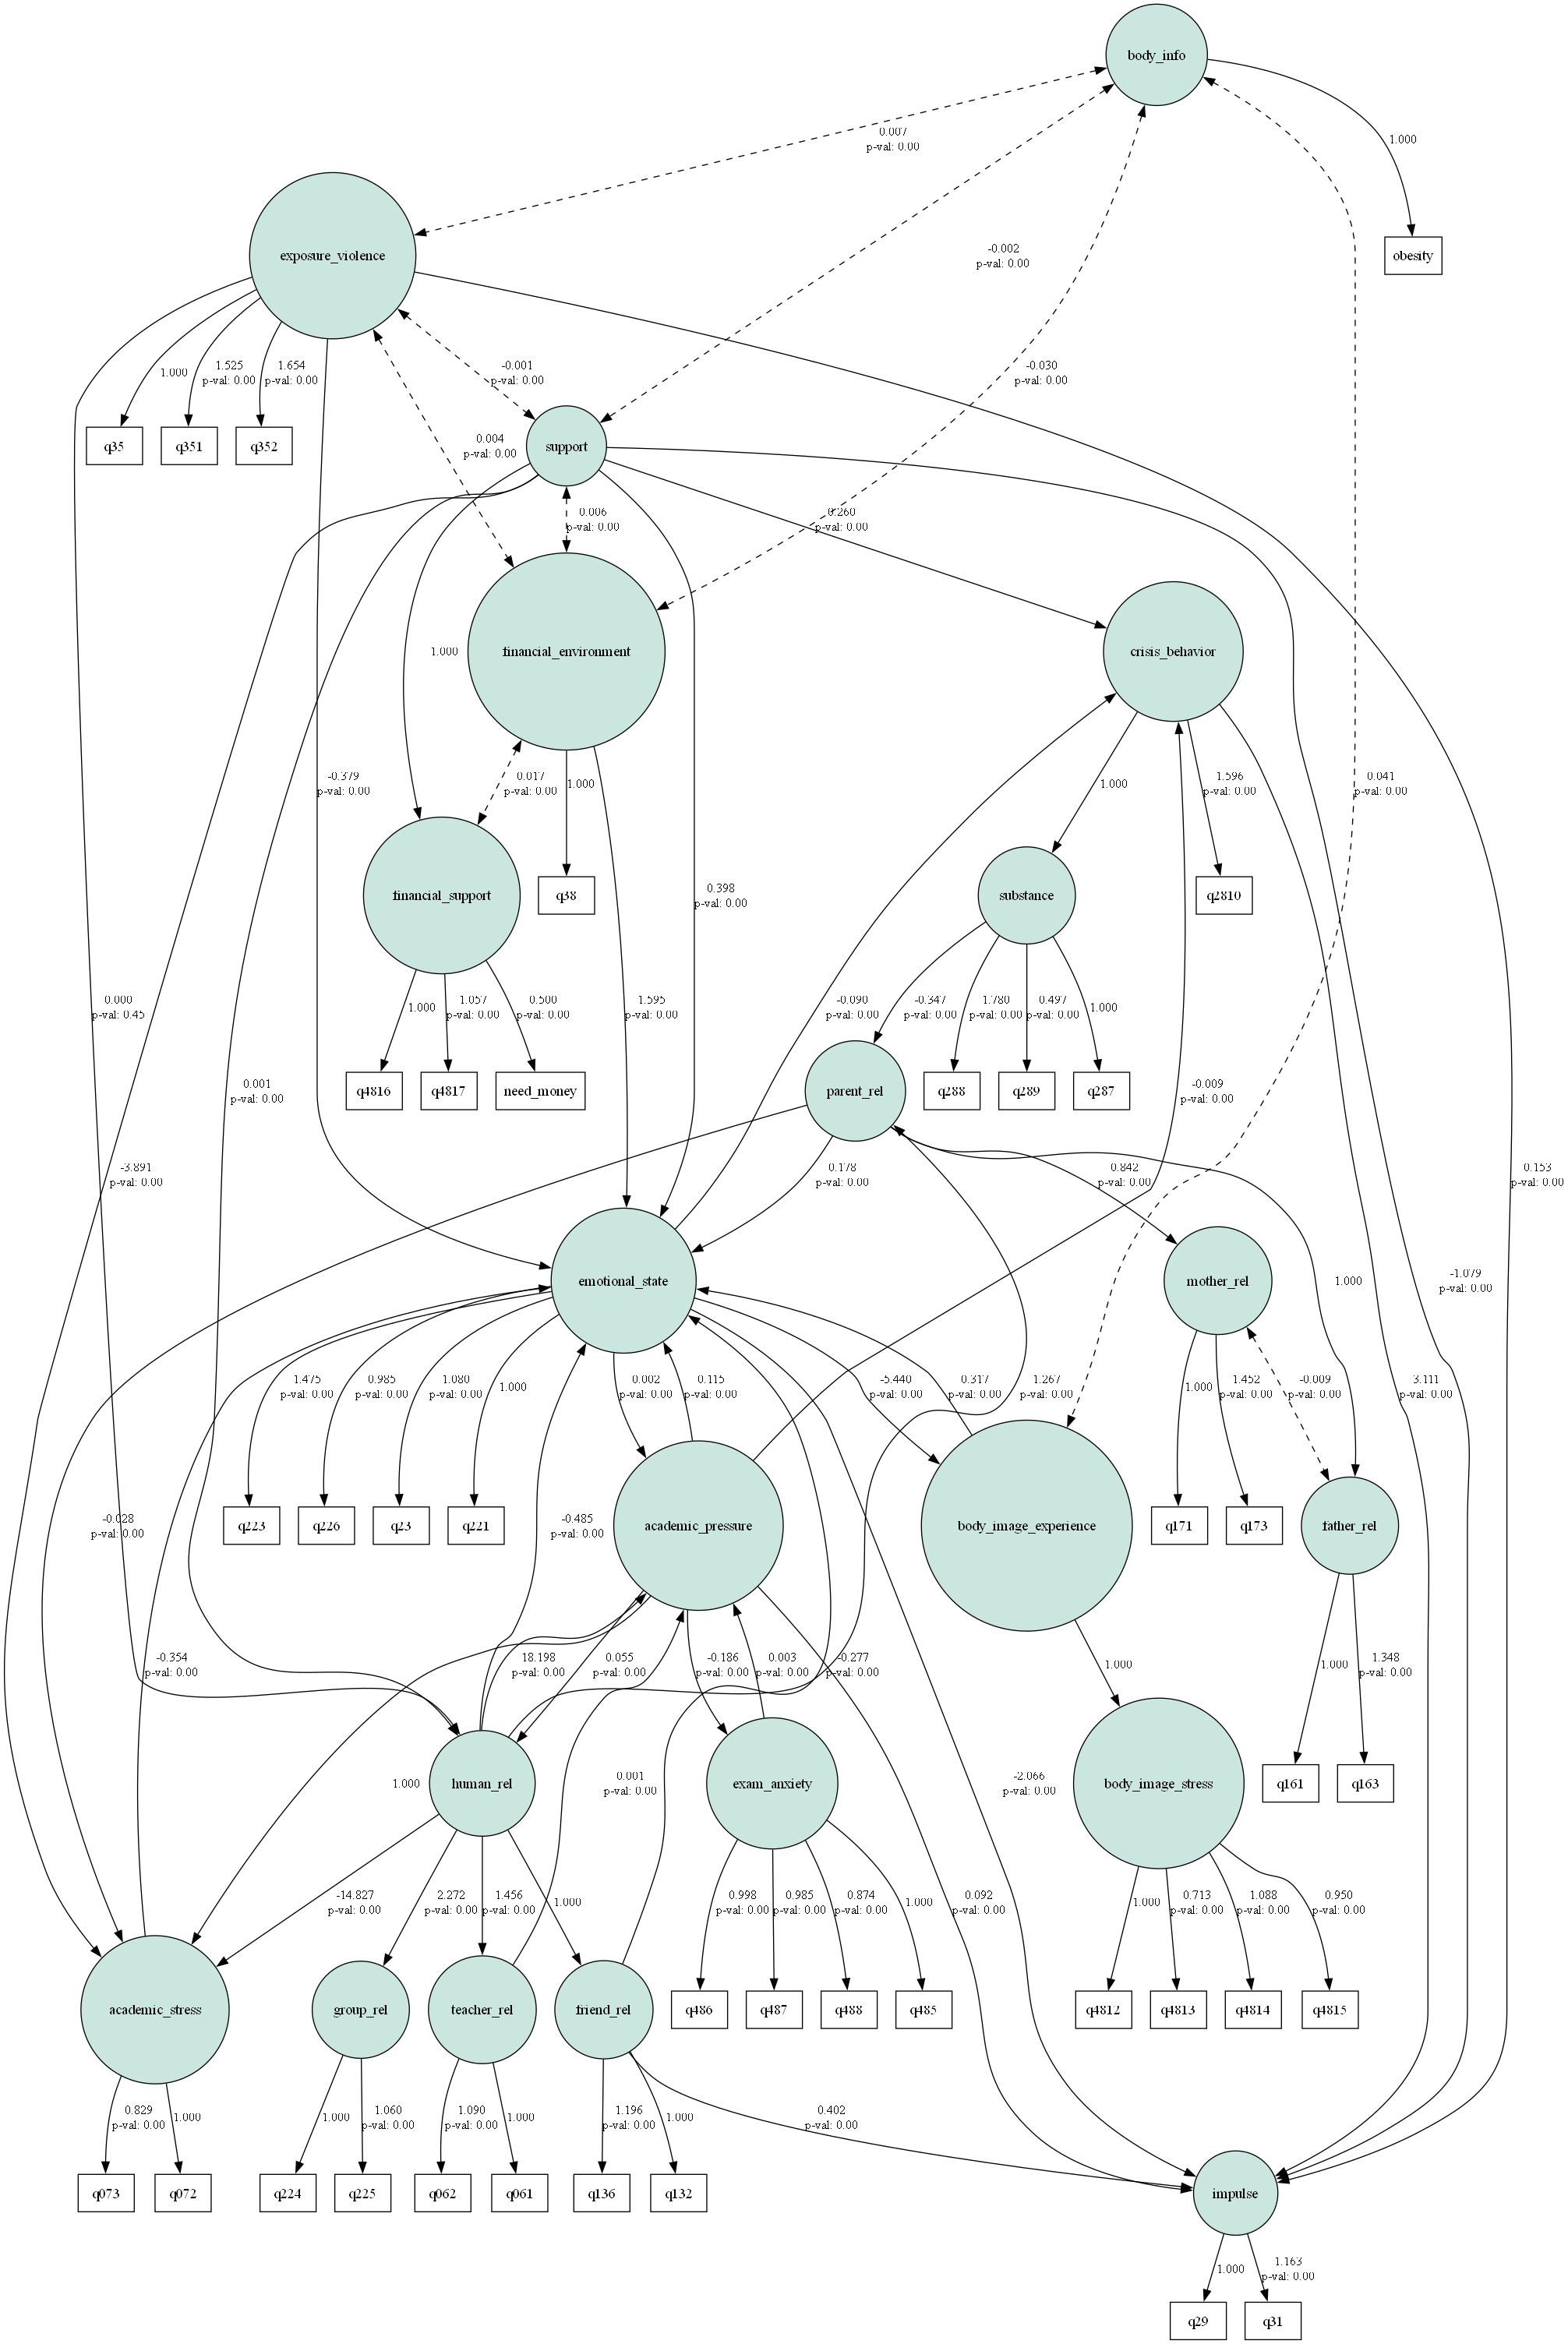 body_info
0.007
p-val: 0.00
1.000
exposure_violence
-0.002
p-val: 0.00
obesity
1.000
1.525
p-val: 0.00
1.654
p-val: 0.00
-0.001
p-val: 0.00
-0.030
p-val: 0.00
q35
q351
q352
0.004
p-val: 0.00
support
0.006
p-val: 0.00
0.260
p-val: 0.00
1.000
financial_environment
crisis_behavior
-0.379
p-val: 0.00
0.017
p-val: 0.00
1.000
1.000
1.596
p-val: 0.00
0.041
p-val: 0.00
financial_support
q38
0.398
p-val: 0.00
substance
q2810
0.000
p-val: 0.45
1.000
1.057
p-val: 0.00
0.500
p-val: 0.00
1.595
p-val: 0.00
-0.090
p-val: 0.00
-0.347
p-val: 0.00
1.780
p-val: 0.00
0.497
p-val: 0.00
1.000
0.001
p-val: 0.00
q4816
q4817
need_money
parent_rel
q288
q289
q287
-0.009
p-val: 0.00
-3.891
p-val: 0.00
0.178
p-val: 0.00
0.842
p-val: 0.00
0.153
p-val: 0.00
emotional_state
mother_rel
1.000
-1.079
p-val: 0.00
1.475
p-val: 0.00
0.985
p-val: 0.00
1.080
p-val: 0.00
1.000
0.002
p-val: 0.00
0.115
p-val: 0.00
-5.440
p-val: 0.00
0.317
p-val: 0.00
1.267
p-val: 0.00
1.000
1.452
p-val: 0.00
-0.009
p-val: 0.00
3.111
p-val: 0.00
-0.028
p-val: 0.00
q223
q226
q23
q221
-0.485
p-val: 0.00
academic_pressure
body_image_experience
q171
q173
father_rel
-0.354
p-val: 0.00
18.198
p-val: 0.00
0.055
p-val: 0.00
-0.186
p-val: 0.00
0.003
p-val: 0.00
-0.277
p-val: 0.00
1.000
1.000
1.348
p-val: 0.00
1.000
human_rel
0.001
p-val: 0.00
exam_anxiety
-2.066
p-val: 0.00
body_image_stress
q161
q163
-14.827
p-val: 0.00
2.272
p-val: 0.00
1.456
p-val: 0.00
1.000
0.998
p-val: 0.00
0.985
p-val: 0.00
0.874
p-val: 0.00
1.000
0.092
p-val: 0.00
1.000
0.713
p-val: 0.00
1.088
p-val: 0.00
0.950
p-val: 0.00
academic_stress
group_rel
teacher_rel
friend_rel
q486
q487
q488
q485
q4812
q4813
q4814
q4815
0.829
p-val: 0.00
1.000
1.000
1.060
p-val: 0.00
1.090
p-val: 0.00
1.000
1.196
p-val: 0.00
1.000
0.402
p-val: 0.00
q073
q072
q224
q225
q062
q061
q136
q132
impulse
1.000
1.163
p-val: 0.00
q29
q31